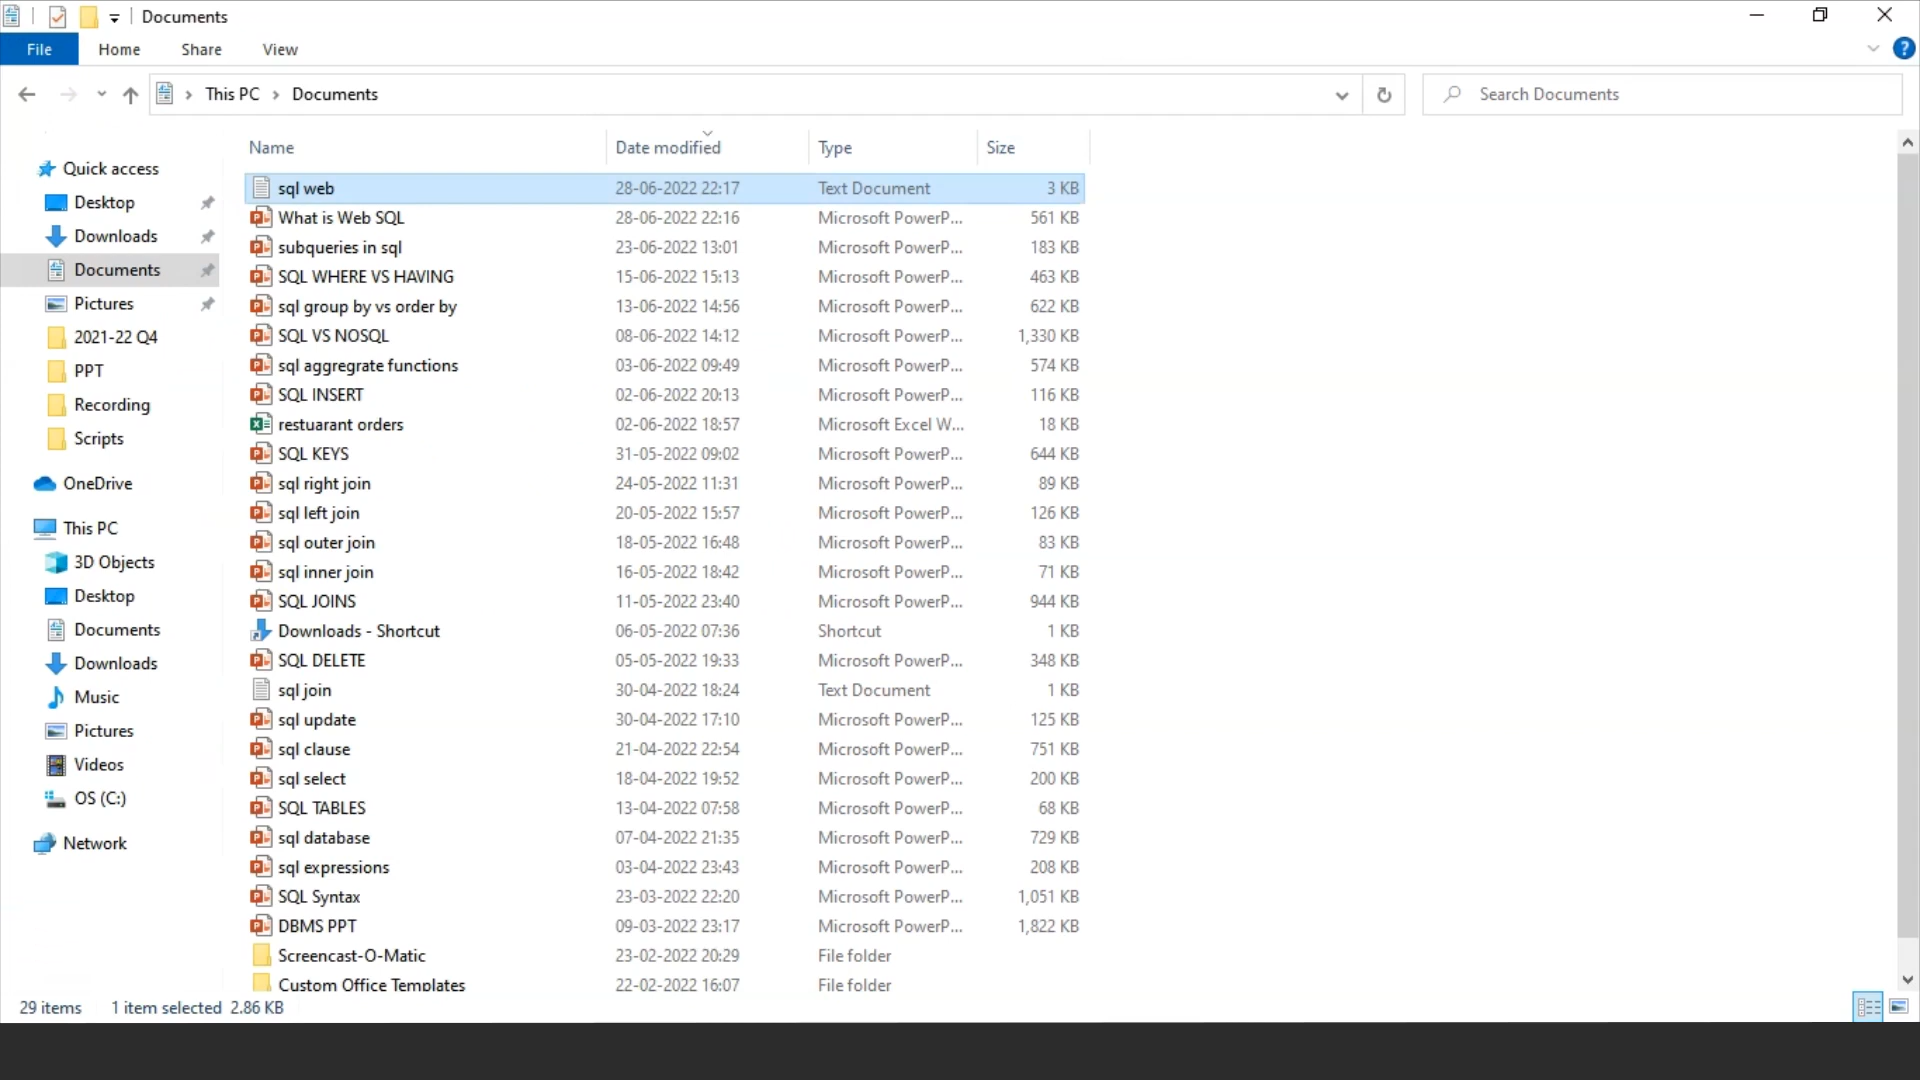 Documents
File Home Share View
This PC > Documents
Search Documents
Name Date modified Type Size
Quick access
Desktop
Downloads
Documents
Pictures
2021-22 Q4
PPT
Recording
Scripts
OneDrive
This PC
3D Objects
Desktop
Documents
Downloads
Music
Pictures
Videos
OS (C:)
Network
sql web 28-06-2022 22:17 Text Document 3 KB
What is Web SQL 28-06-2022 22:16 Microsoft PowerP... 561 KB
subqueries in sql 23-06-2022 13:01 Microsoft PowerP... 183 KB
SQL WHERE VS HAVING 15-06-2022 15:13 Microsoft PowerP... 463 KB
sql group by vs order by 13-06-2022 14:56 Microsoft PowerP... 622 KB
SQL VS NOSQL 08-06-2022 14:12 Microsoft PowerP... 1,330 KB
sql aggregrate functions 03-06-2022 09:49 Microsoft PowerP... 574 KB
SQL INSERT 02-06-2022 20:13 Microsoft PowerP... 116 KB
restuarant orders 02-06-2022 18:57 Microsoft Excel W... 18 KB
SQL KEYS 31-05-2022 09:02 Microsoft PowerP... 644 KB
sql right join 24-05-2022 11:31 Microsoft PowerP... 89 KB
sql left join 20-05-2022 15:57 Microsoft PowerP... 126 KB
sql outer join 18-05-2022 16:48 Microsoft PowerP... 83 KB
sql inner join 16-05-2022 18:42 Microsoft PowerP... 71 KB
SQL JOINS 11-05-2022 23:40 Microsoft PowerP... 944 KB
Downloads - Shortcut 06-05-2022 07:36 Shortcut 1 KB
SQL DELETE 05-05-2022 19:33 Microsoft PowerP... 348 KB
sql join 30-04-2022 18:24 Text Document 1 KB
sql update 30-04-2022 17:10 Microsoft PowerP... 125 KB
sql clause 21-04-2022 22:54 Microsoft PowerP... 751 KB
sql select 18-04-2022 19:52 Microsoft PowerP... 200 KB
SQL TABLES 13-04-2022 07:58 Microsoft PowerP... 68 KB
sql database 07-04-2022 21:35 Microsoft PowerP... 729 KB
sql expressions 03-04-2022 23:43 Microsoft PowerP... 208 KB
SQL Syntax 23-03-2022 22:20 Microsoft PowerP... 1,051 KB
DBMS PPT 09-03-2022 23:17 Microsoft PowerP... 1,822 KB
Screencast-O-Matic 23-02-2022 20:29 File folder
Custom Office Templates 22-02-2022 16:07 File folder
29 items 1 item selected 2.86 KB